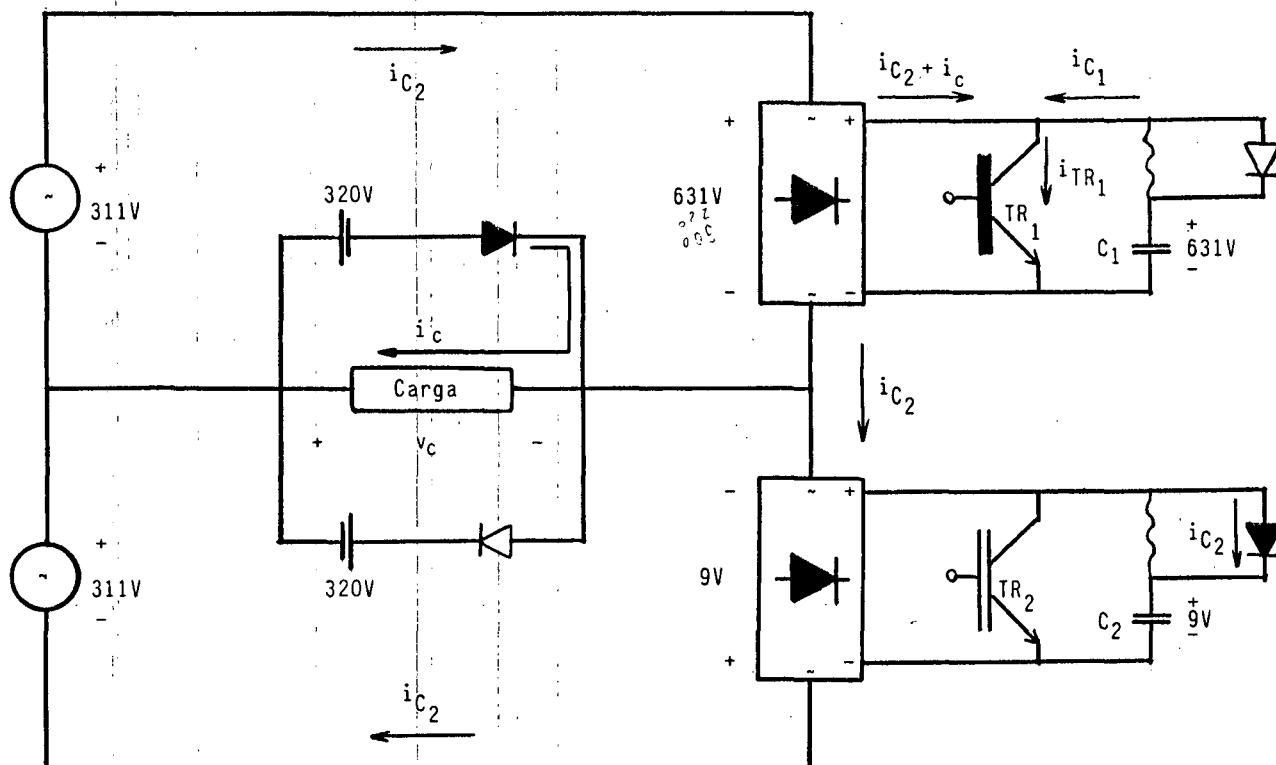 i_C2
i_C2 + i_c
i_C1
~
+
311V
-
320V
+
631V
-
~
+
-
~
TR1
i_TR1
C1
+
631V
-
i_c
Carga
+
v_c
-
i_C2
~
+
311V
-
320V
-
9V
+
~
+
-
~
TR2
i_C2
C2
+
9V
-
i_C2